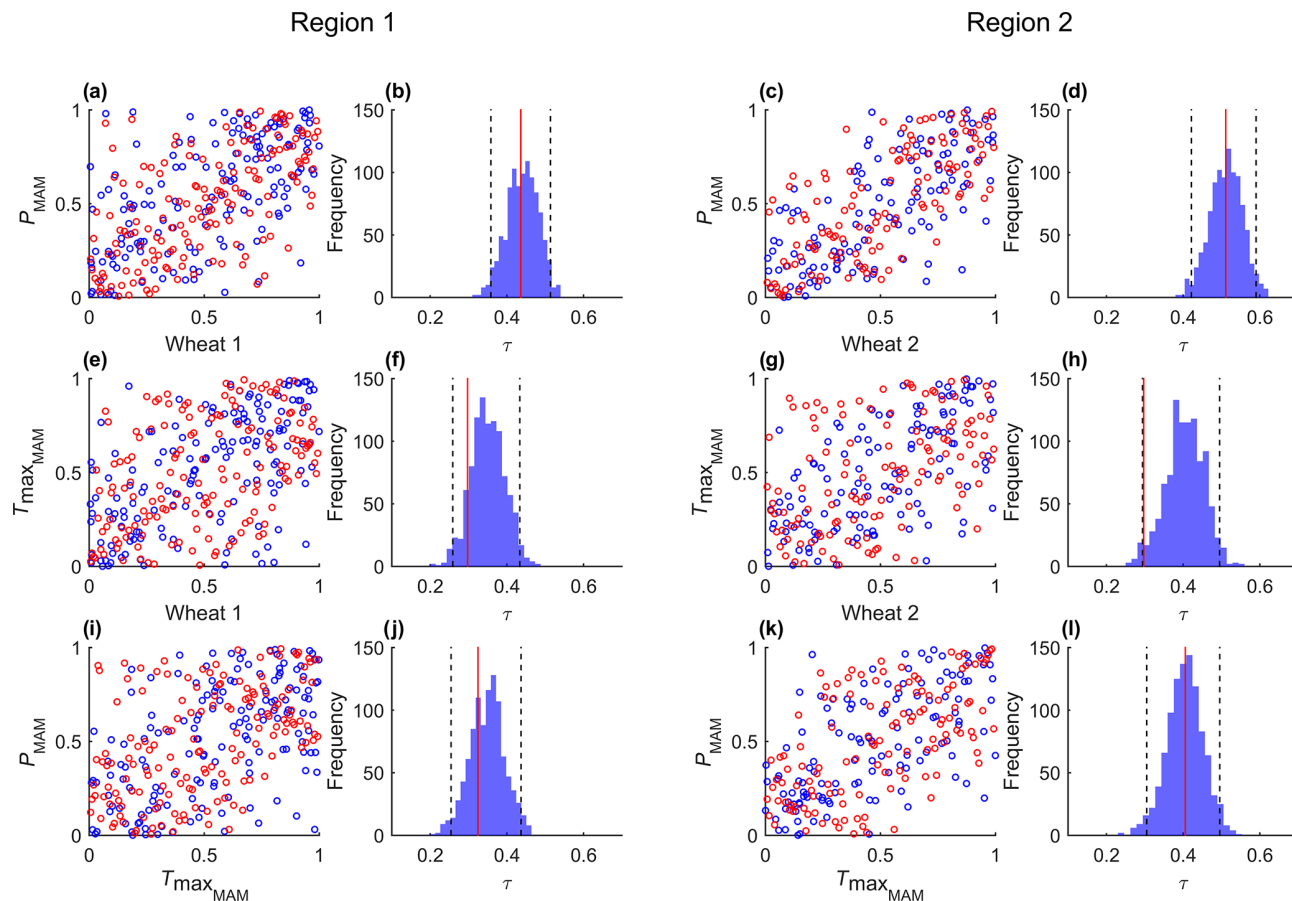 Region 1
Region 2
(a)
(b)
(c)
(d)
1
0.5
0
P_MAM
0
0.5
1
Wheat 1
150
100
50
0
Frequency
0.2
0.4
0.6
τ
1
0.5
0
P_MAM
0
0.5
1
Wheat 2
150
100
50
0
Frequency
0.2
0.4
0.6
τ
(e)
(f)
(g)
(h)
1
0.5
0
T_max_MAM
0
0.5
1
Wheat 1
150
100
50
0
Frequency
0.2
0.4
0.6
τ
1
0.5
0
T_max_MAM
0
0.5
1
Wheat 2
150
100
50
0
Frequency
0.2
0.4
0.6
τ
(i)
(j)
(k)
(l)
1
0.5
0
P_MAM
0
0.5
1
T_max_MAM
150
100
50
0
Frequency
0.2
0.4
0.6
τ
1
0.5
0
P_MAM
0
0.5
1
T_max_MAM
150
100
50
0
Frequency
0.2
0.4
0.6
τ